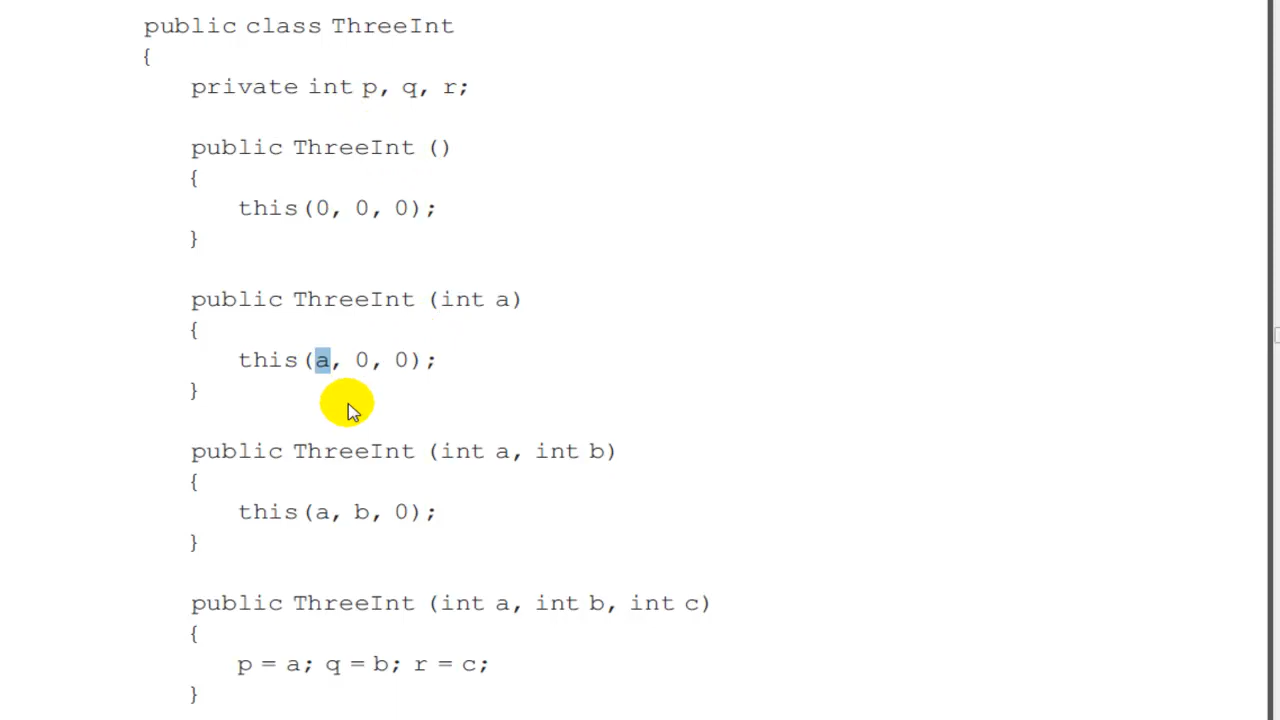 public class ThreeInt
{
private int p, q, r;
public ThreeInt ()
{
this(0, 0, 0);
}
public ThreeInt (int a)
{
this(a, 0, 0);
}
public ThreeInt (int a, int b)
{
this(a, b, 0);
}
public ThreeInt (int a, int b, int c)
{
p = a; q = b; r = c;
}